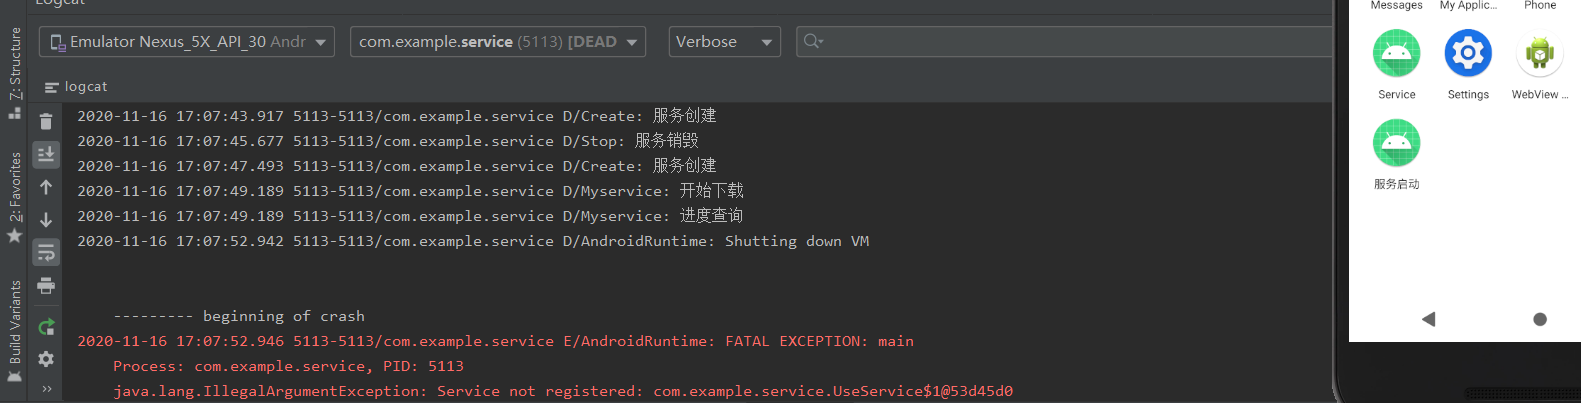 Logcat
Emulator Nexus_5X_API_30 Andr
com.example.service (5113) [DEAD
Verbose
logcat
2020-11-16 17:07:43.917 5113-5113/com.example.service D/Create: 服务创建
2020-11-16 17:07:45.677 5113-5113/com.example.service D/Stop: 服务销毁
2020-11-16 17:07:47.493 5113-5113/com.example.service D/Create: 服务创建
2020-11-16 17:07:49.189 5113-5113/com.example.service D/Myservice: 开始下载
2020-11-16 17:07:49.189 5113-5113/com.example.service D/Myservice: 进度查询
2020-11-16 17:07:52.942 5113-5113/com.example.service D/AndroidRuntime: Shutting down VM
--------- beginning of crash
2020-11-16 17:07:52.946 5113-5113/com.example.service E/AndroidRuntime: FATAL EXCEPTION: main
Process: com.example.service, PID: 5113
java.lang.IllegalArgumentException: Service not registered: com.example.service.UseService$1@53d45d0
Z: Structure
2: Favorites
Build Variants
Messages
My Applic...
Phone
Service
Settings
WebView ...
服务启动